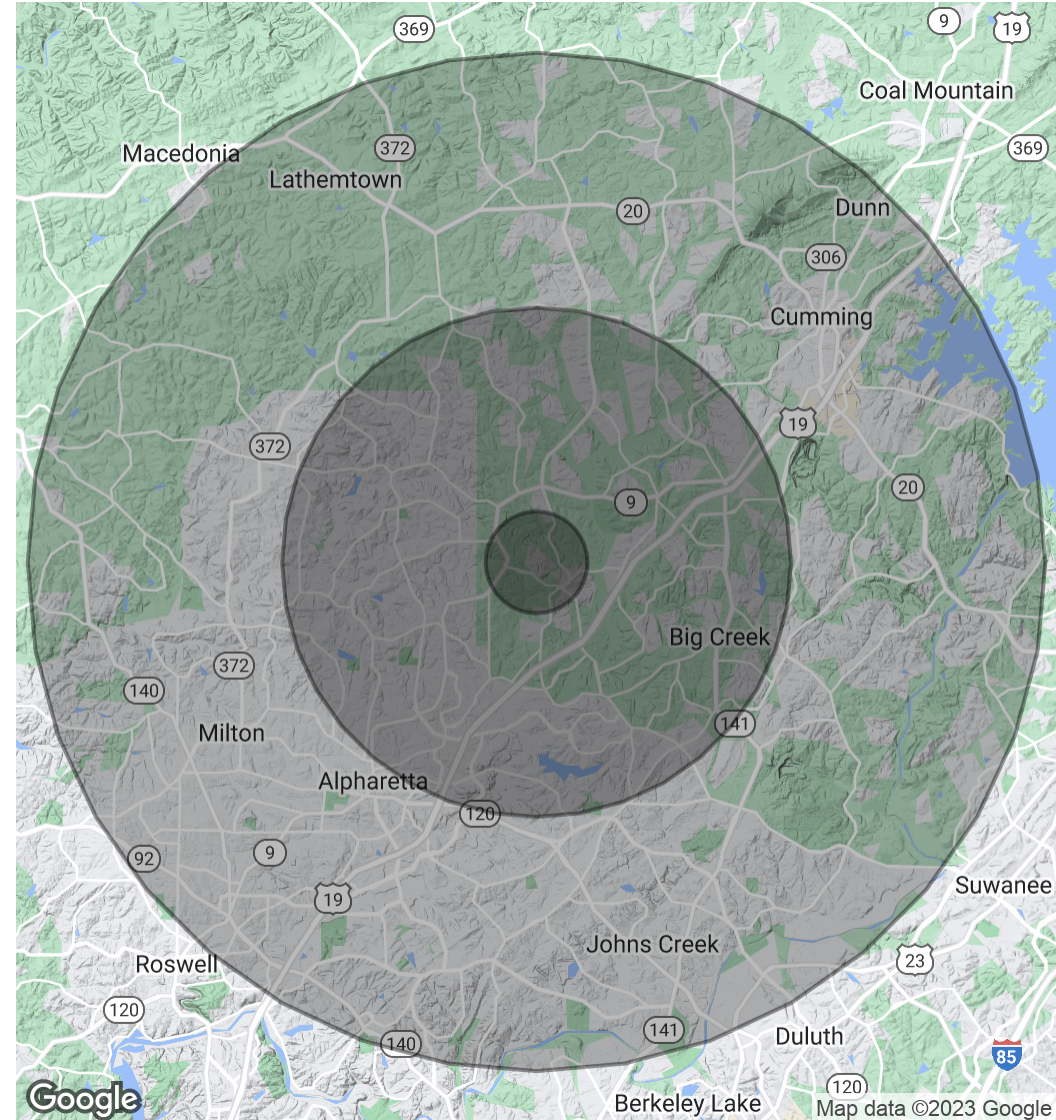 369
9
19
Coal Mountain
372
369
Macedonia
Lathemtown
20
Dunn
306
Cumming
19
372
20
9
Big Creek
372
140
141
Milton
Alpharetta
120
9
92
19
Suwanee
Johns Creek
23
Roswell
120
141
Duluth
140
85
120
Google
Berkeley Lake
Map data ©2023 Google